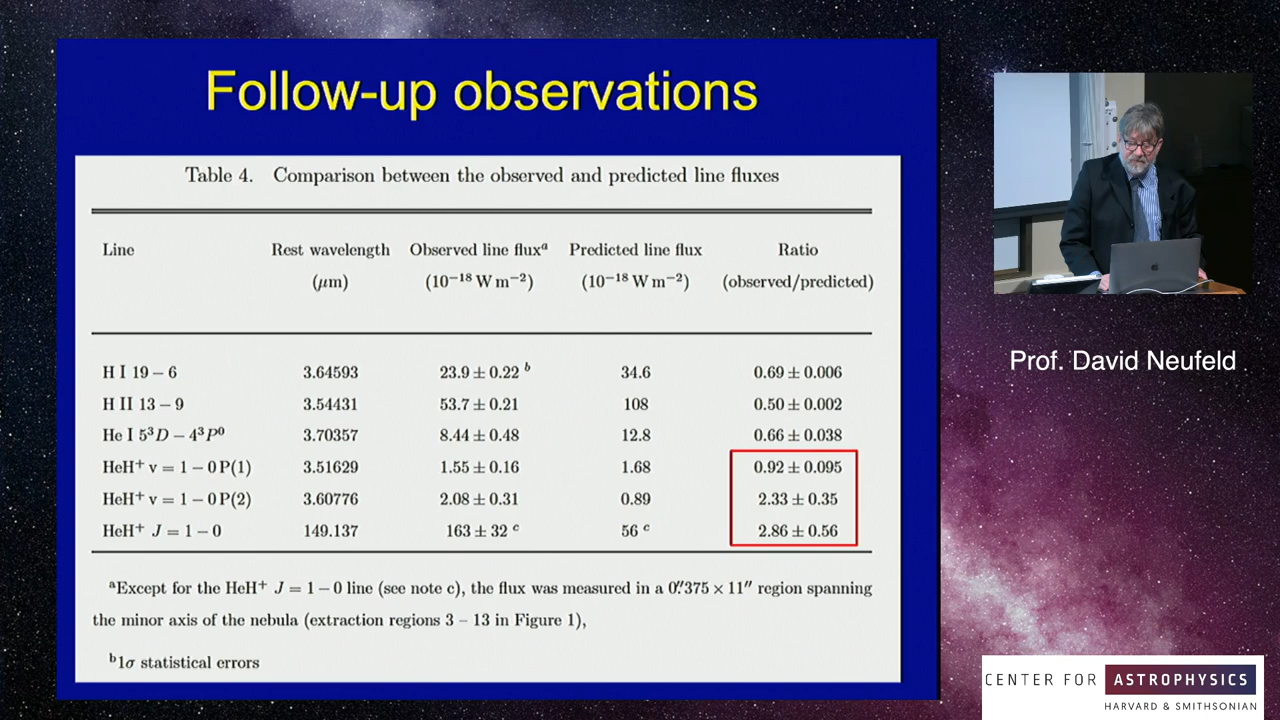 Follow-up observations
Table 4. Comparison between the observed and predicted line fluxes
Line Rest wavelength Observed line fluxᵃ Predicted line flux Ratio
(μm) (10⁻¹⁸ W m⁻²) (10⁻¹⁸ W m⁻²) (observed/predicted)
H I 19 − 6 3.64593 23.9 ± 0.22 ᵇ 34.6 0.69 ± 0.006
H II 13 − 9 3.54431 53.7 ± 0.21 108 0.50 ± 0.002
He I 5³D − 4³P⁰ 3.70357 8.44 ± 0.48 12.8 0.66 ± 0.038
HeH⁺ v = 1 − 0 P(1) 3.51629 1.55 ± 0.16 1.68 0.92 ± 0.095
HeH⁺ v = 1 − 0 P(2) 3.60776 2.08 ± 0.31 0.89 2.33 ± 0.35
HeH⁺ J = 1 − 0 149.137 163 ± 32 ᶜ 56 ᶜ 2.86 ± 0.56
ᵃExcept for the HeH⁺ J = 1 − 0 line (see note c), the flux was measured in a 0.″375 × 11″ region spanning
the minor axis of the nebula (extraction regions 3 – 13 in Figure 1),
ᵇ1σ statistical errors
Prof. David Neufeld
CENTER FOR ASTROPHYSICS
HARVARD & SMITHSONIAN